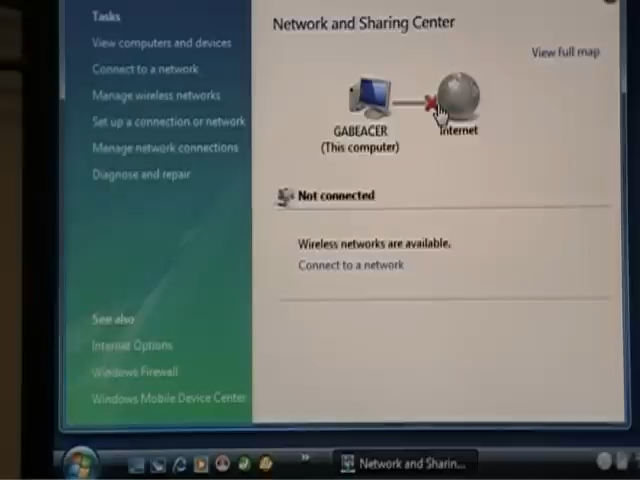 Tasks
View computers and devices
Connect to a network
Manage wireless networks
Set up a connection or network
Manage network connections
Diagnose and repair
See also
Internet Options
Windows Firewall
Windows Mobile Device Center
Network and Sharing Center
View full map
GABEACER
(This computer)
Internet
Not connected
Wireless networks are available.
Connect to a network
Network and Sharin...